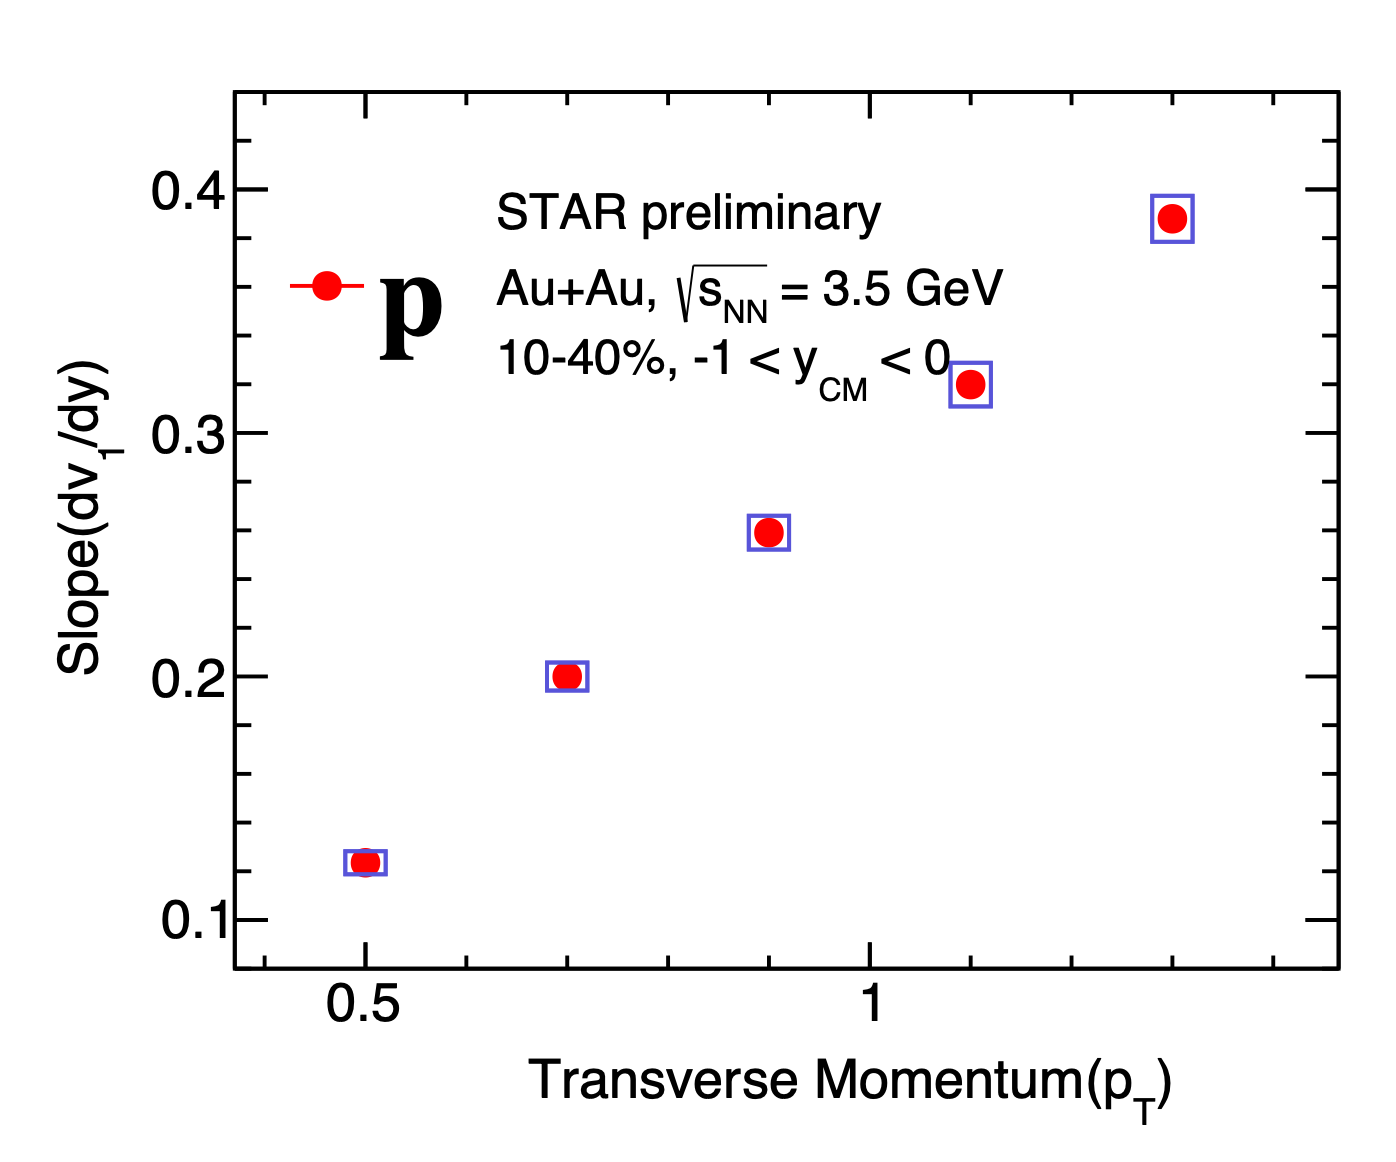 STAR preliminary
p
Au+Au, √sNN = 3.5 GeV
10-40%, -1 < yCM < 0
Slope(dv1/dy)
0.4
0.3
0.2
0.1
0.5 1
Transverse Momentum(pT)